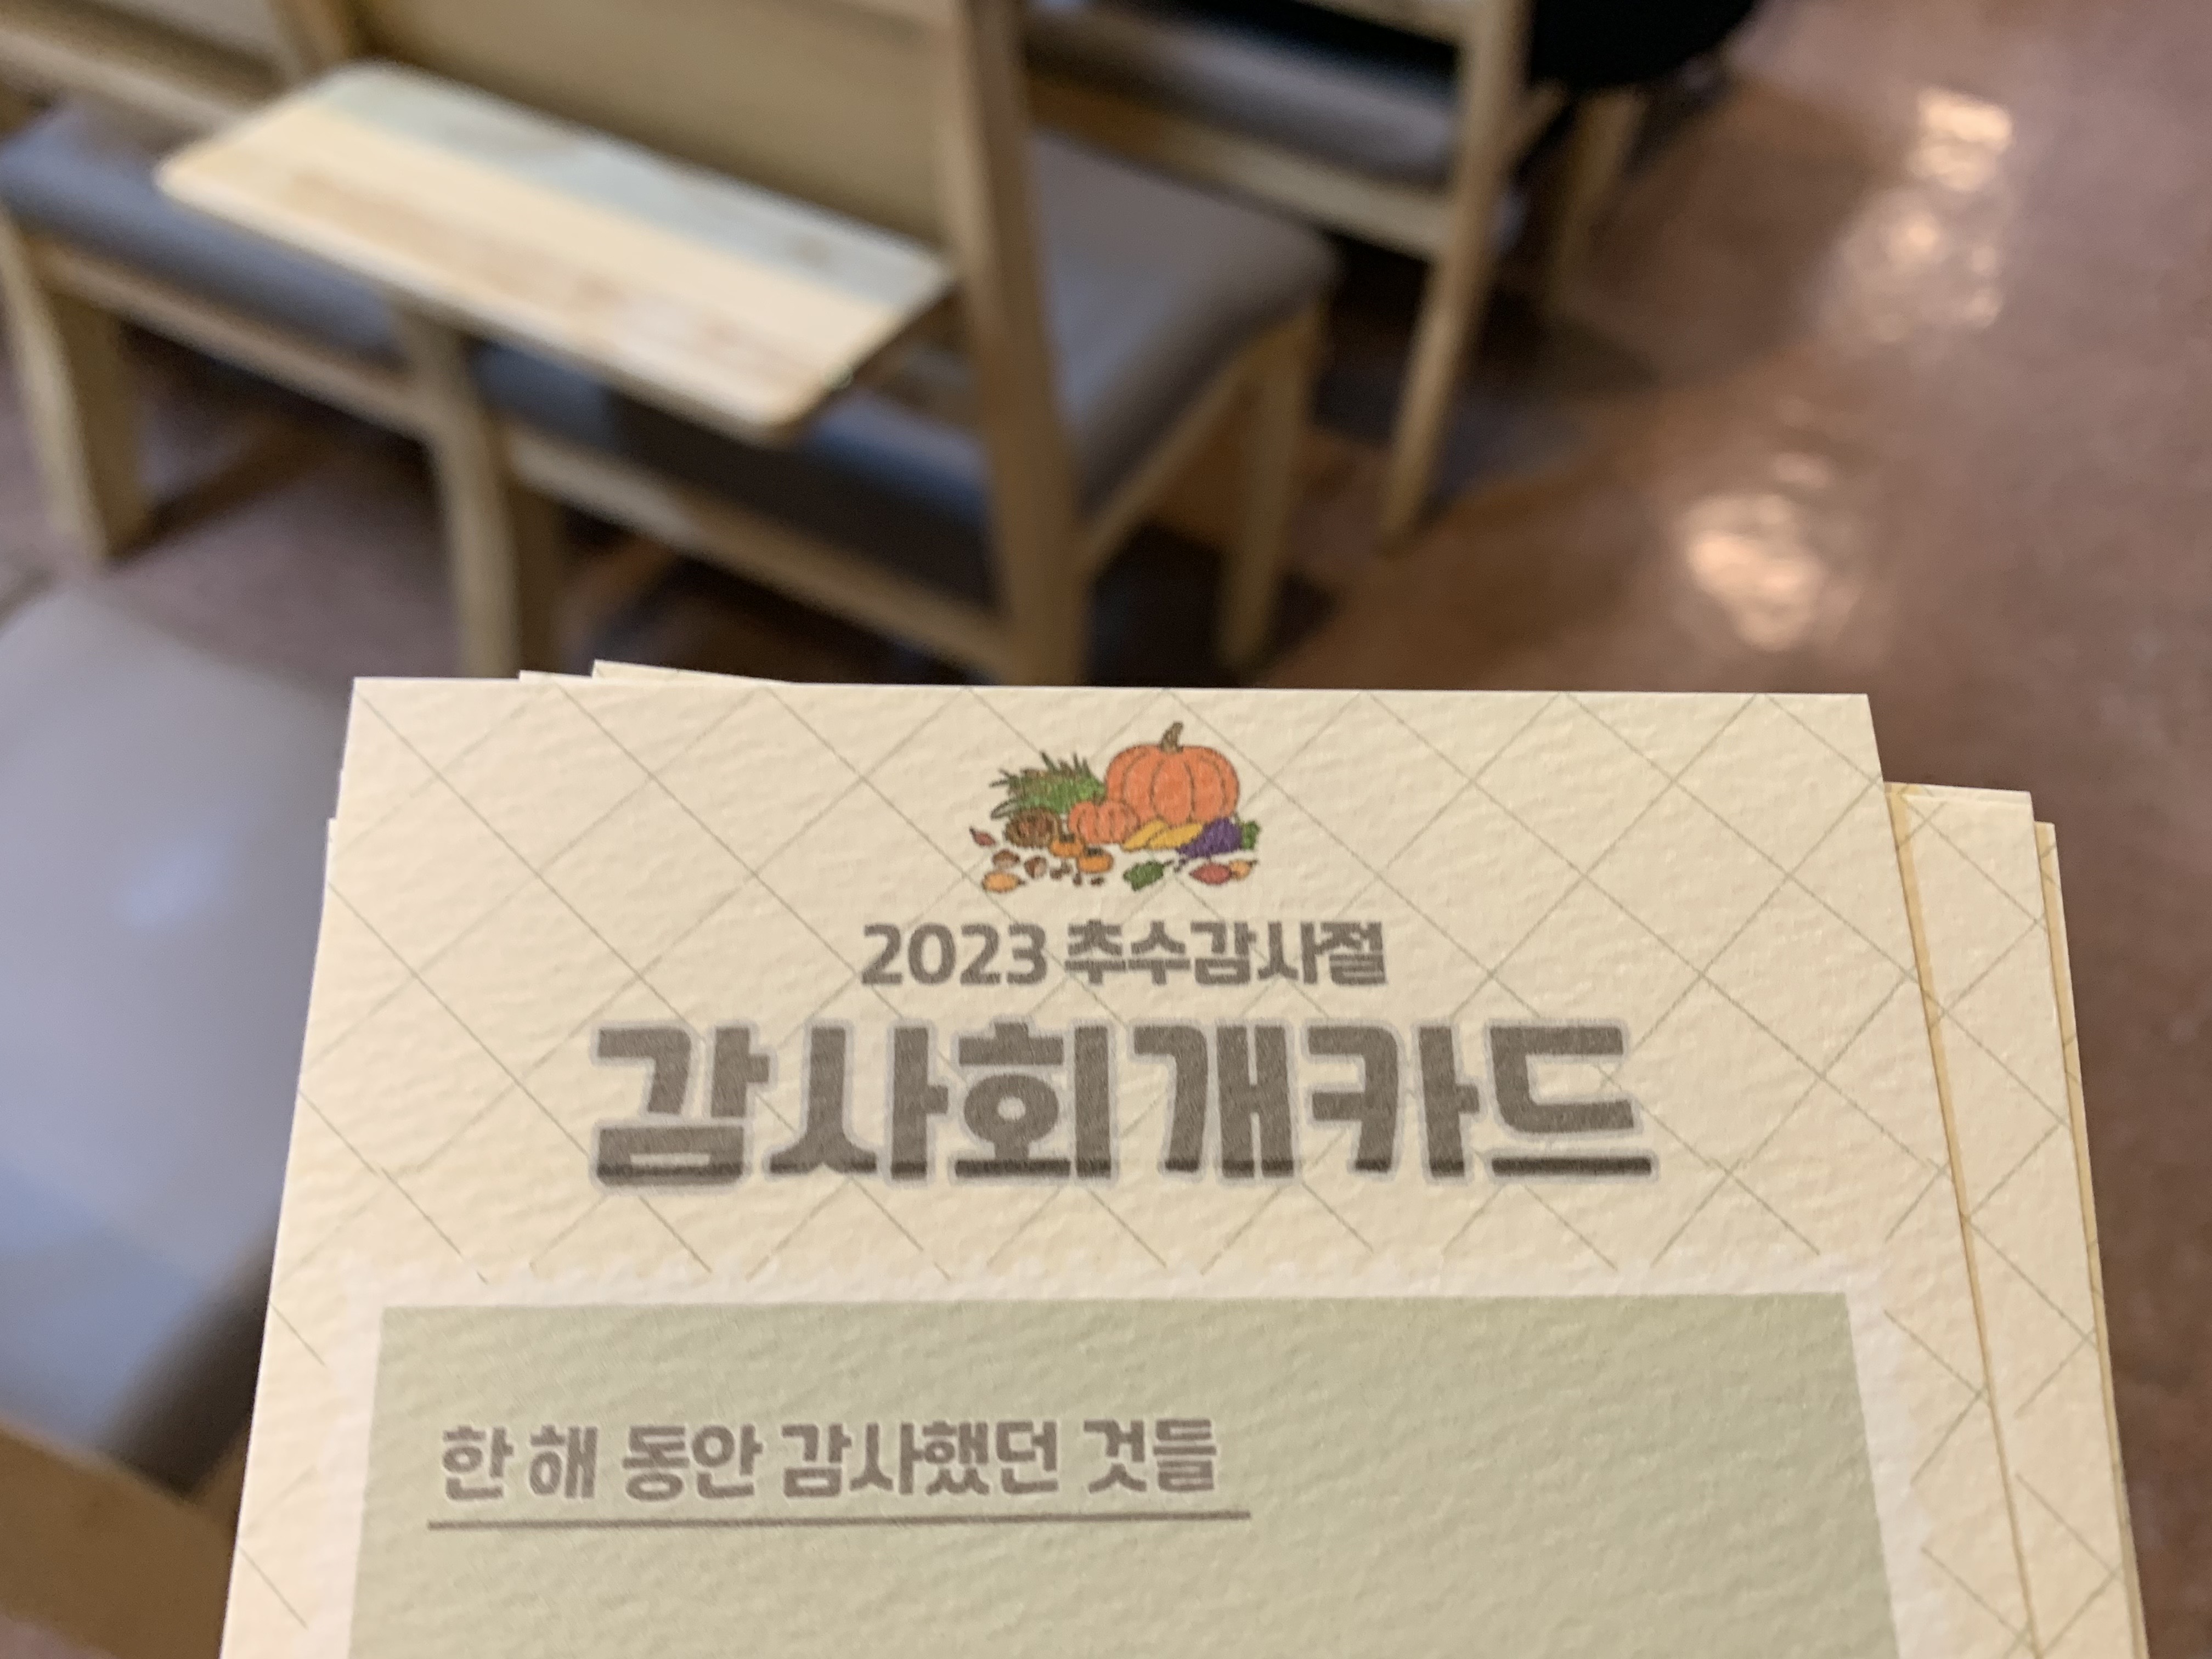 2023 추수감사절
감사회개카드
한 해 동안 감사했던 것들